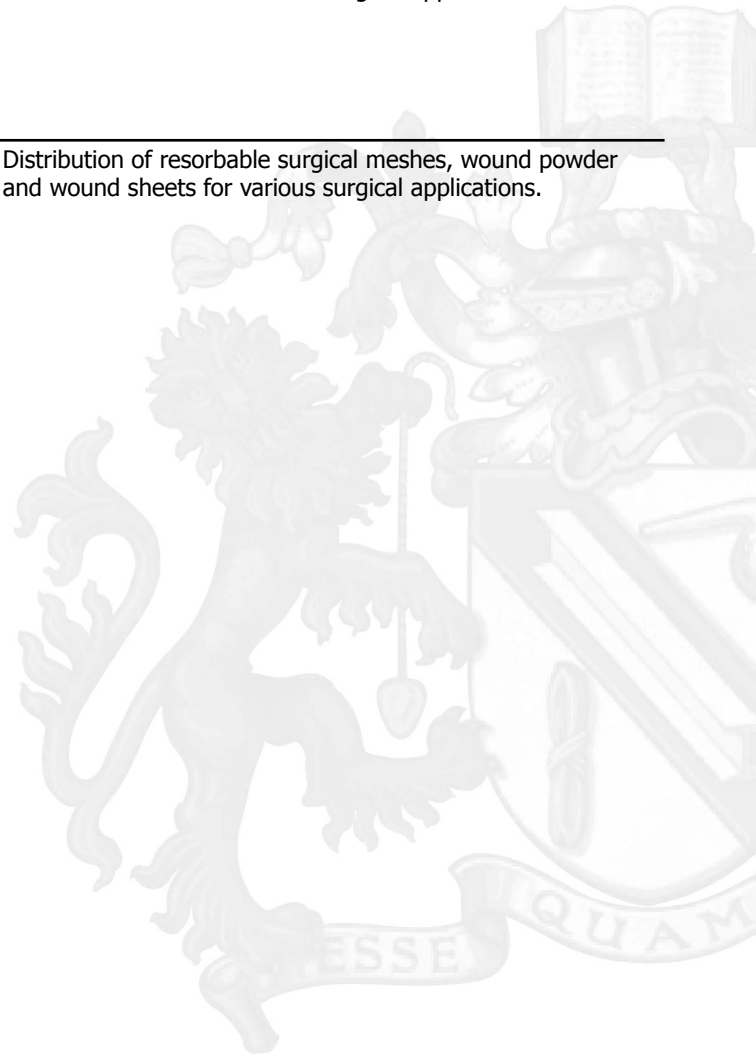 Distribution of resorbable surgical meshes, wound powder
and wound sheets for various surgical applications.
ESSE
QUAM